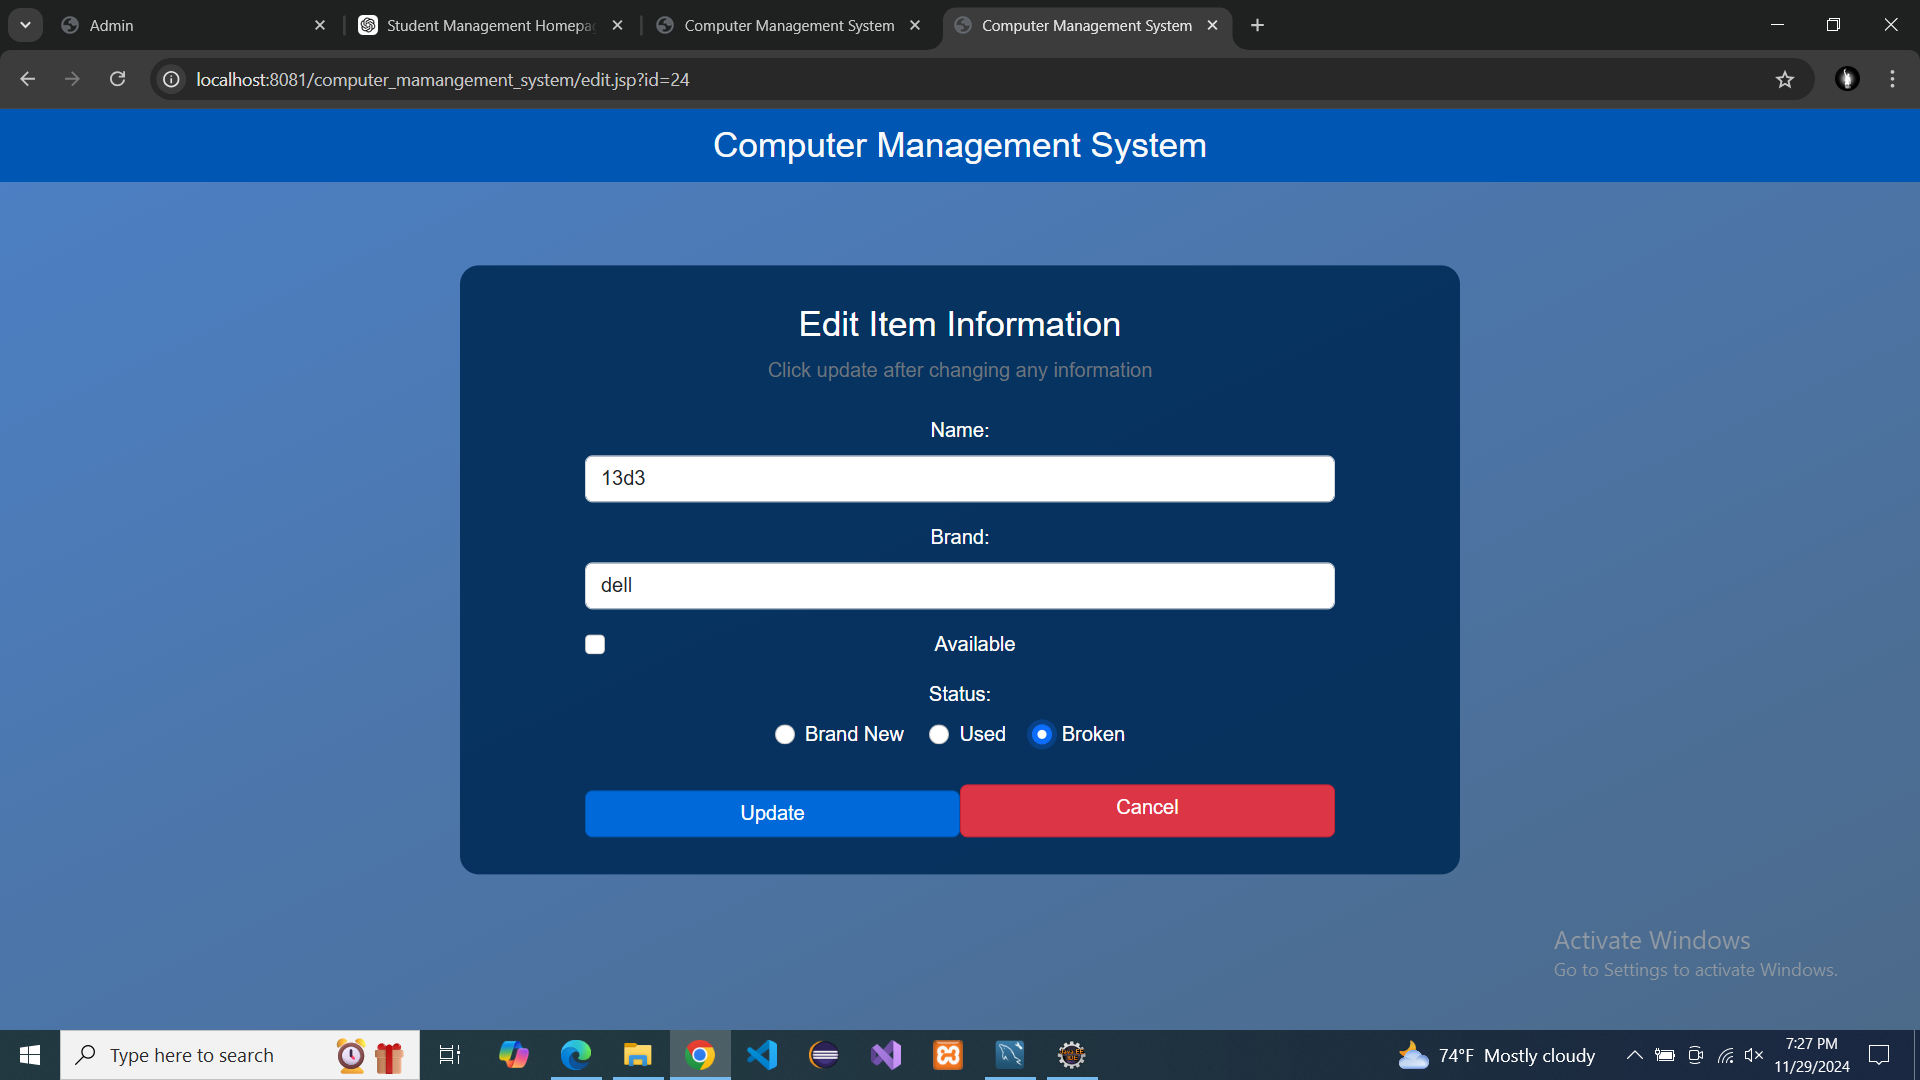 Admin
Student Management Homepa
Computer Management System
Computer Management System
localhost:8081/computer_mamangement_system/edit.jsp?id=24
Computer Management System
Edit Item Information
Click update after changing any information
Name:
13d3
Brand:
dell
Available
Status:
Brand New Used Broken
Update Cancel
Activate Windows
Go to Settings to activate Windows.
Type here to search
74°F Mostly cloudy
7:27 PM
11/29/2024